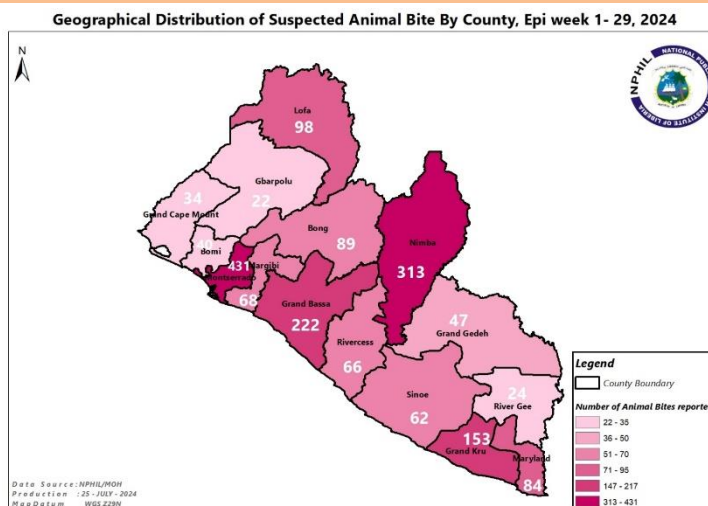 Geographical Distribution of Suspected Animal Bite By County, Epi week 1- 29, 2024
N
NPHIL
NATIONAL PUBLIC
INSTITUTE OF LIBERIA
Lofa
98
Gbarpolu
22
34
Grand Cape Mount
40
Bomi
431
Montserrado
Margibi
68
Bong
89
Nimba
313
Grand Bassa
222
Rivercess
66
47
Grand Gedeh
Sinoe
62
24
River Gee
153
Grand Kru
Maryland
84
Legend
County Boundary
Number of Animal Bites reporte
22 - 35
36 - 50
51 - 70
71 - 95
147 - 217
313 - 431
Data Source: NPHIL/MOH
Production : 25 - JULY - 2024
Map Datum WGS Z29N